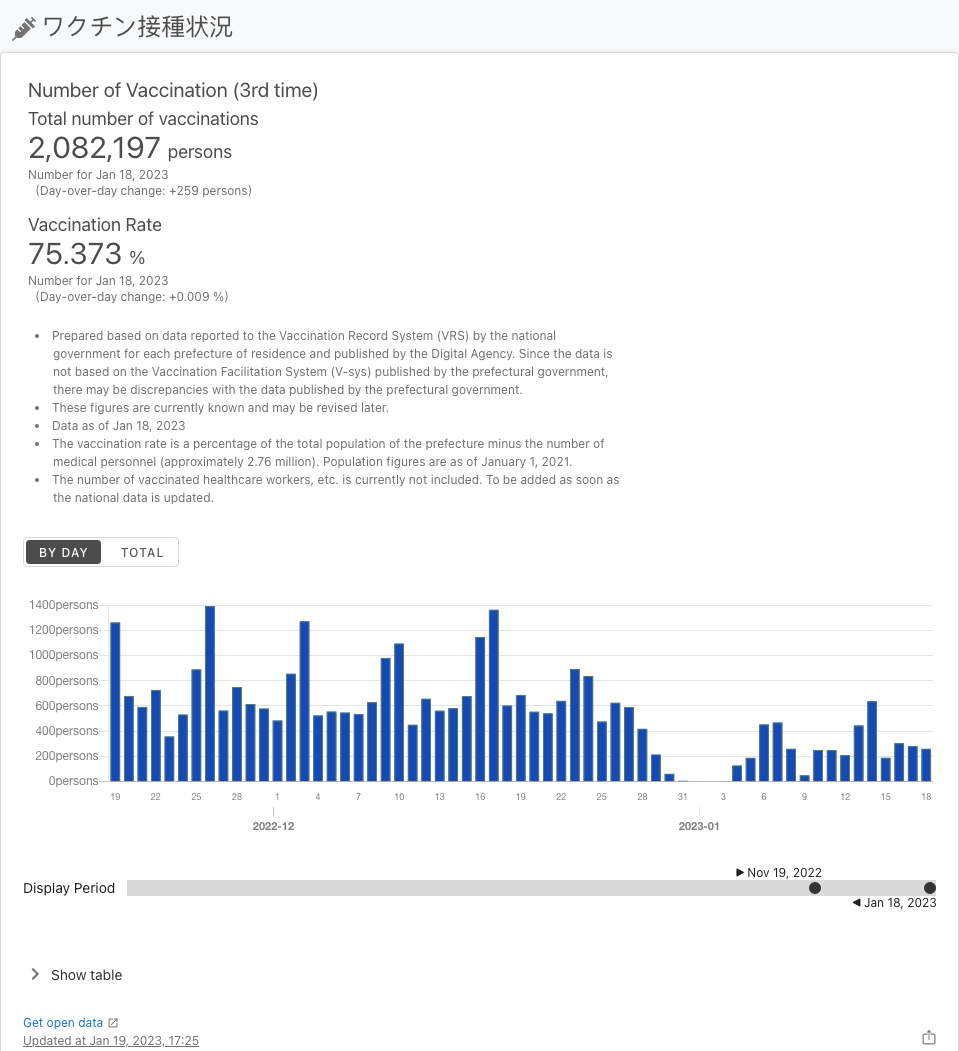 ワクチン接種状況
Number of Vaccination (3rd time)
Total number of vaccinations
2,082,197 persons
Number for Jan 18, 2023
(Day-over-day change: +259 persons)
Vaccination Rate
75.373 %
Number for Jan 18, 2023
(Day-over-day change: +0.009 %)
• Prepared based on data reported to the Vaccination Record System (VRS) by the national
government for each prefecture of residence and published by the Digital Agency. Since the data is
not based on the Vaccination Facilitation System (V-sys) published by the prefectural government,
there may be discrepancies with the data published by the prefectural government.
• These figures are currently known and may be revised later.
• Data as of Jan 18, 2023
• The vaccination rate is a percentage of the total population of the prefecture minus the number of
medical personnel (approximately 2.76 million). Population figures are as of January 1, 2021.
• The number of vaccinated healthcare workers, etc. is currently not included. To be added as soon as
the national data is updated.
BY DAY TOTAL
1400persons
1200persons
1000persons
800persons
600persons
400persons
200persons
0persons
19 22 25 28 1 4 7 10 13 16 19 22 25 28 31 3 6 9 12 15 18
2022-12 2023-01
Nov 19, 2022
Display Period
Jan 18, 2023
Show table
Get open data
Updated at Jan 19, 2023, 17:25